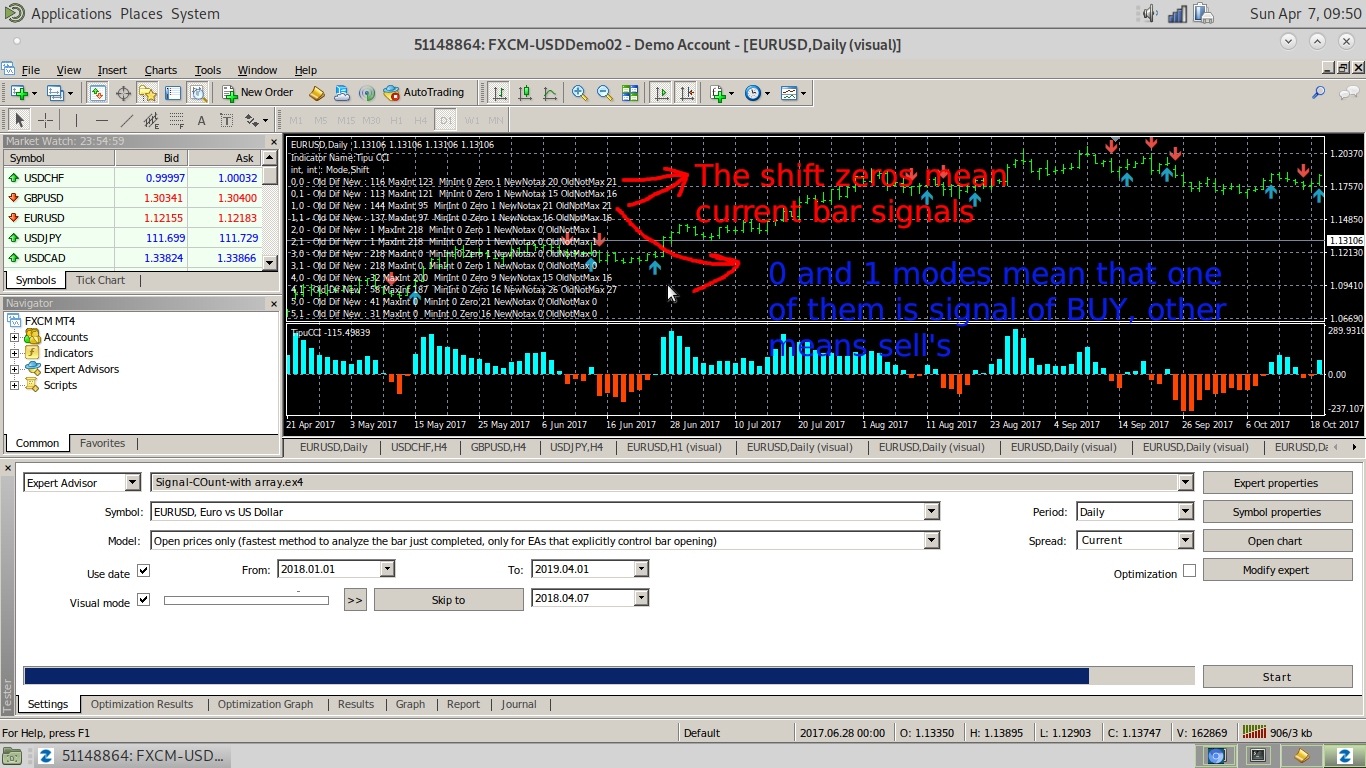 Applications Places System
Sun Apr 7, 09:50
51148864: FXCM-USDDemo02 - Demo Account - [EURUSD,Daily (visual)]
File View Insert Charts Tools Window Help
New Order AutoTrading
A T M1 M5 M15 M30 H1 H4 D1 W1 MN
Market Watch: 23:54:59
Symbol Bid Ask
USDCHF 0.99997 1.00032
GBPUSD 1.30341 1.30400
EURUSD 1.12155 1.12183
USDJPY 111.699 111.729
USDCAD 1.33824 1.33866
Symbols Tick Chart
Navigator
FXCM MT4
Accounts
Indicators
Expert Advisors
Scripts
Common Favorites
EURUSD,Daily 1.13106 1.13106 1.13106 1.13106
Indicator Name:Tipu CCI
int, int): Mode,Shift
0,0 - Old Dif New : 116 MaxInt 123 MinInt 0 Zero 1 NewNotax 20 OldNotMax 21
0,1 - Old Dif New : 113 MaxInt 121 MinInt 0 Zero 1 NewNotax 15 OldNotMax 16
1,0 - Old Dif New : 144 MaxInt 95 MinInt 0 Zero 1 NewNotax 21 OldNotMax 21
1,1 - Old Dif New : 137 MaxInt 97 MinInt 0 Zero 1 NewNotax 16 OldNotMax 16
2,0 - Old Dif New : 1 MaxInt 218 MinInt 0 Zero 1 NewNotax 0 OldNotMax 1
2,1 - Old Dif New : 1 MaxInt 218 MinInt 0 Zero 1 NewNotax 0 OldNotMax 1
3,0 - Old Dif New : 218 MaxInt 0 MinInt 0 Zero 1 NewNotax 0 OldNotMax 0
3,1 - Old Dif New : 218 MaxInt 0 MinInt 0 Zero 1 NewNotax 0 OldNotMax 0
4,0 - Old Dif New : 32 MaxInt 200 MinInt 0 Zero 9 NewNotax 15 OldNotMax 16
4,1 - Old Dif New : 58 MaxInt 187 MinInt 0 Zero 16 NewNotax 26 OldNotMax 27
5,0 - Old Dif New : 41 MaxInt 0 MinInt 0 Zero 21 NewNotax 0 OldNotMax 0
5,1 - Old Dif New : 31 MaxInt 0 MinInt 0 Zero 16 NewNotax 0 OldNotMax 0
The shift zeros mean
current bar signals
0 and 1 modes mean that one
of them is signal of BUY, other
means sell's
1.20370
1.17570
1.14850
1.13106
1.12130
1.09410
1.06690
TipuCCI -115.49839
289.9310
0.00
-237.107
21 Apr 2017 3 May 2017 15 May 2017 25 May 2017 6 Jun 2017 16 Jun 2017 28 Jun 2017 10 Jul 2017 20 Jul 2017 1 Aug 2017 11 Aug 2017 23 Aug 2017 4 Sep 2017 14 Sep 2017 26 Sep 2017 6 Oct 2017 18 Oct 2017
EURUSD,Daily USDCHF,H4 GBPUSD,H4 USDJPY,H4 EURUSD,H1 (visual) EURUSD,Daily (visual) EURUSD,Daily (visual) EURUSD,Daily (visual) EURUSD,Daily (visual) EURUSD,Da
Expert Advisor Signal-COunt-with array.ex4 Expert properties
Symbol: EURUSD, Euro vs US Dollar Period: Daily Symbol properties
Model: Open prices only (fastest method to analyze the bar just completed, only for EAs that explicitly control bar opening) Spread: Current Open chart
Use date From: 2018.01.01 To: 2019.04.01 Optimization Modify expert
Visual mode >> Skip to 2018.04.07
Start
Tester
Settings Optimization Results Optimization Graph Results Graph Report Journal
For Help, press F1 Default 2017.06.28 00:00 O: 1.13350 H: 1.13895 L: 1.12903 C: 1.13747 V: 162869 906/3 kb
51148864: FXCM-USD...